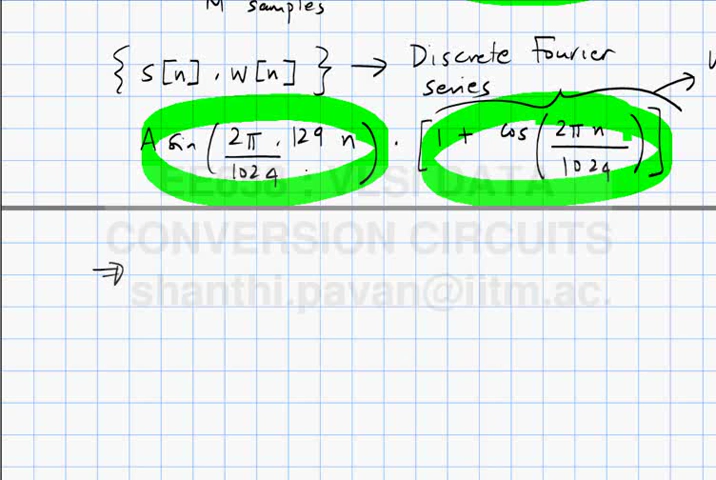 M samples
{ s[n] . w[n] } → Discrete Fourier
series
A sin ( 2π/1024 . 129 n ) . [ 1 + cos ( 2π n / 1024 ) ]
EE658 : VLSI DATA
CONVERSION CIRCUITS
⇒
shanthi.pavan@iitm.ac.